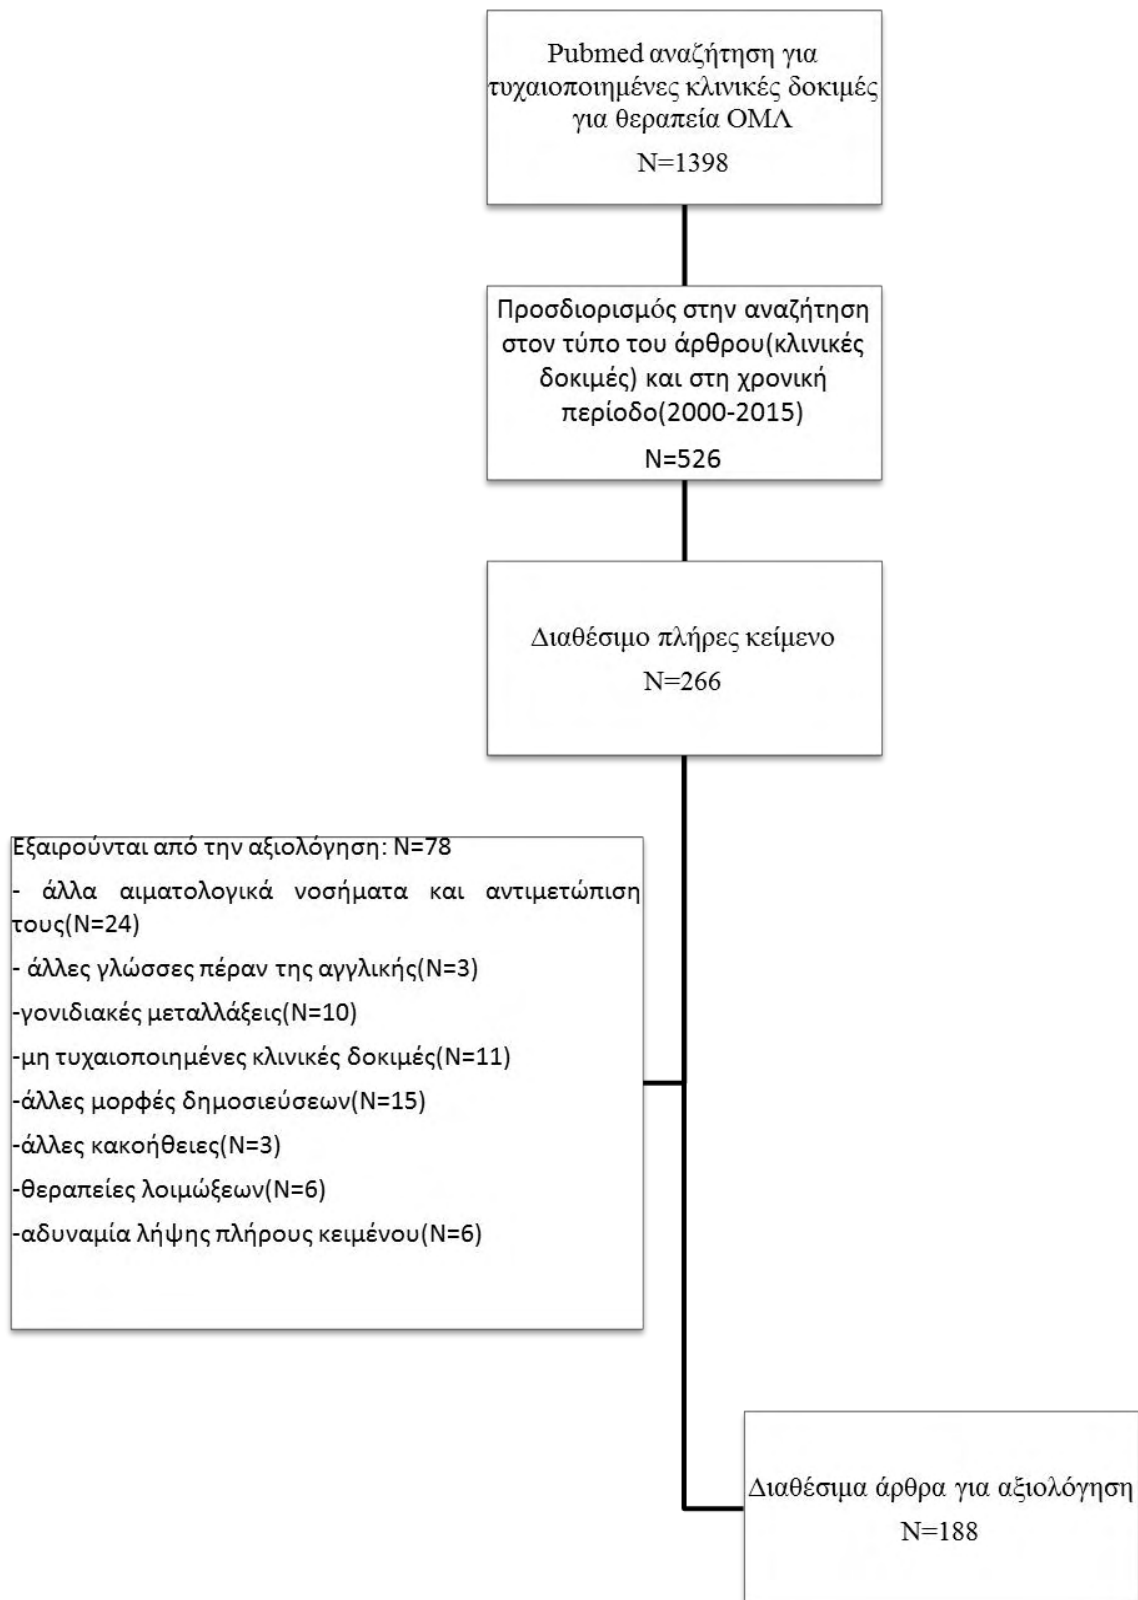 Pubmed αναζήτηση για
τυχαιοποιημένες κλινικές δοκιμές
για θεραπεία ΟΜΛ
N=1398
Προσδιορισμός στην αναζήτηση
στον τύπο του άρθρου(κλινικές
δοκιμές) και στη χρονική
περίοδο(2000-2015)
N=526
Διαθέσιμο πλήρες κείμενο
N=266
Εξαιρούνται από την αξιολόγηση: N=78
- άλλα αιματολογικά νοσήματα και αντιμετώπιση
τους(N=24)
- άλλες γλώσσες πέραν της αγγλικής(N=3)
-γονιδιακές μεταλλάξεις(N=10)
-μη τυχαιοποιημένες κλινικές δοκιμές(N=11)
-άλλες μορφές δημοσιεύσεων(N=15)
-άλλες κακοήθειες(N=3)
-θεραπείες λοιμώξεων(N=6)
-αδυναμία λήψης πλήρους κειμένου(N=6)
Διαθέσιμα άρθρα για αξιολόγηση
N=188